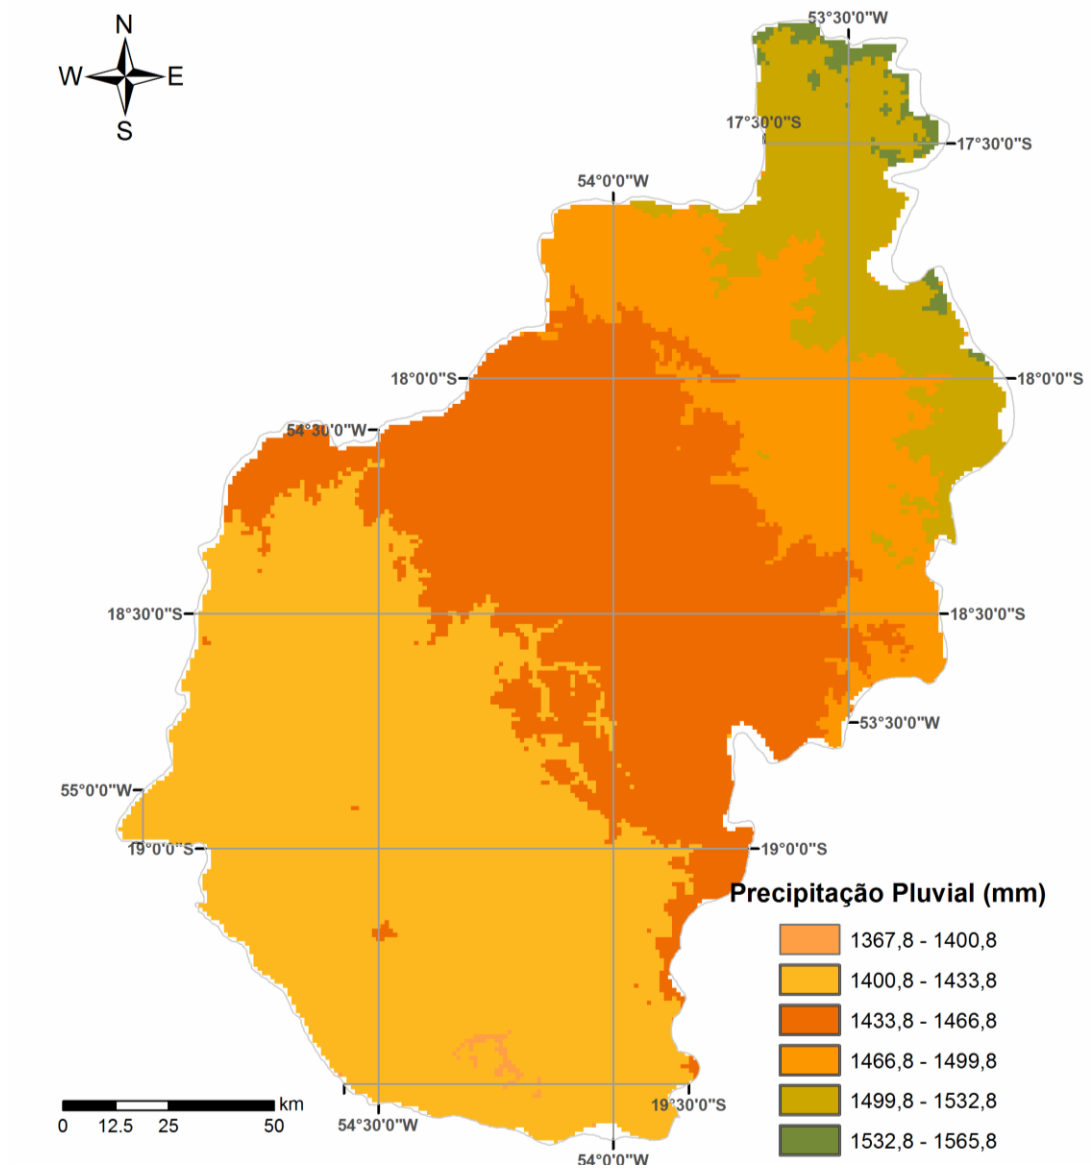 53°30'0"W
N
W E
S
17°30'0"S
17°30'0"S
54°0'0"W
18°0'0"S
18°0'0"S
54°30'0"W
18°30'0"S
18°30'0"S
53°30'0"W
55°0'0"W
19°0'0"S
19°0'0"S
Precipitação Pluvial (mm)
1367,8 - 1400,8
1400,8 - 1433,8
1433,8 - 1466,8
1466,8 - 1499,8
1499,8 - 1532,8
1532,8 - 1565,8
km
0 12.5 25 50
19°30'0"S
54°30'0"W
54°0'0"W